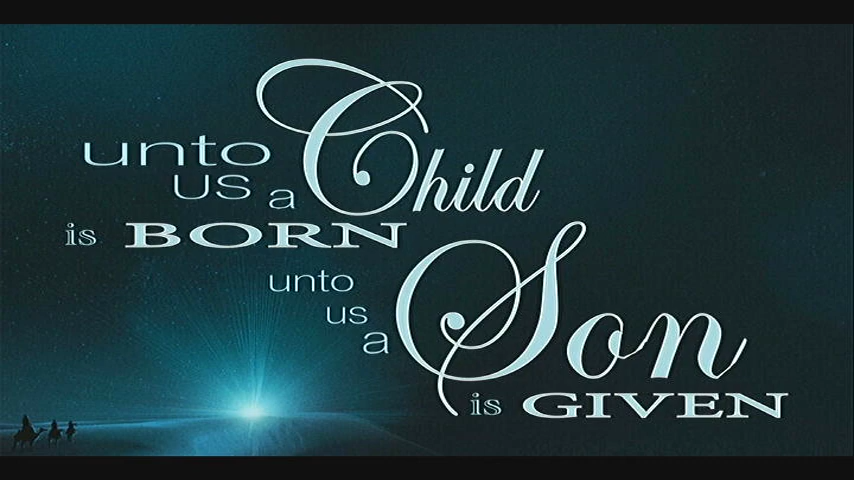 unto
us a Child
is BORN
unto
us
a Son
is GIVEN